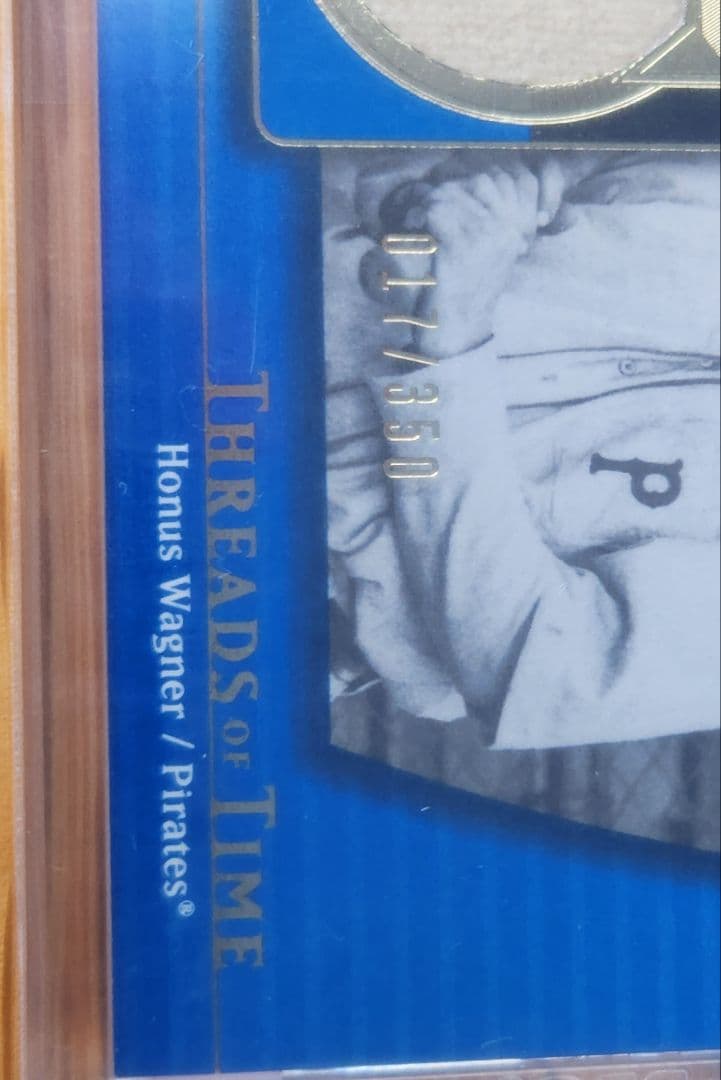 P
017/350
THREADS OF TIME
Honus Wagner / Pirates®